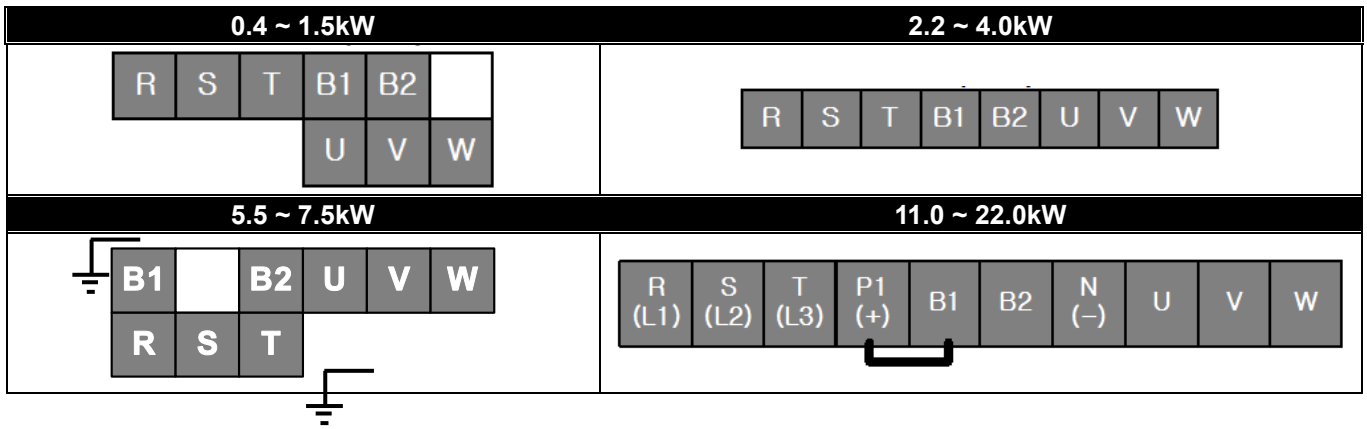 0.4 ~ 1.5kW
2.2 ~ 4.0kW
R S T B1 B2
U V W
R S T B1 B2 U V W
5.5 ~ 7.5kW
11.0 ~ 22.0kW
B1 B2 U V W
R S T
R (L1) S (L2) T (L3) P1 (+) B1 B2 N (−) U V W